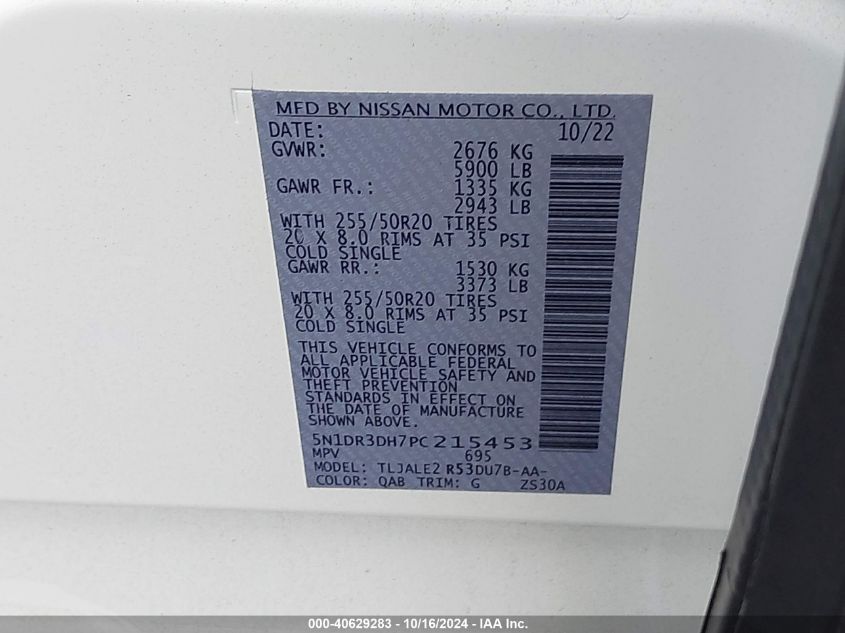 MFD BY NISSAN MOTOR CO., LTD.
DATE: 10/22
GVWR: 2676 KG
5900 LB
GAWR FR.: 1335 KG
2943 LB
WITH 255/50R20 TIRES
20 X 8.0 RIMS AT 35 PSI
COLD SINGLE
GAWR RR.: 1530 KG
3373 LB
WITH 255/50R20 TIRES
20 X 8.0 RIMS AT 35 PSI
COLD SINGLE
THIS VEHICLE CONFORMS TO
ALL APPLICABLE FEDERAL
MOTOR VEHICLE SAFETY AND
THEFT PREVENTION
STANDARDS IN EFFECT ON
THE DATE OF MANUFACTURE
SHOWN ABOVE.
5N1DR3DH7PC215453
MPV 695
MODEL: TLJALE2 R53DU7B-AA-
COLOR: QAB TRIM: G ZS30A
000-40629283 - 10/16/2024 - IAA Inc.